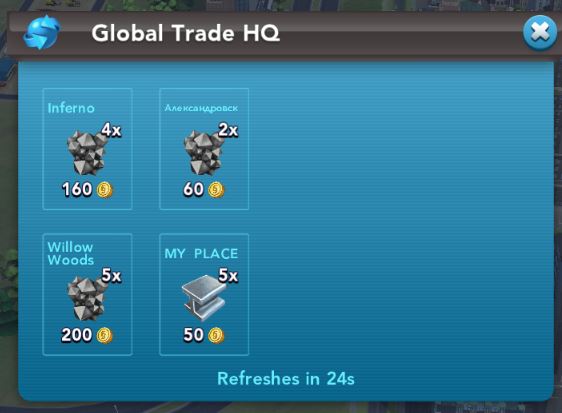 Global Trade HQ
Inferno
4x
160
Александровск
2x
60
Willow
Woods
5x
200
MY PLACE
5x
50
Refreshes in 24s